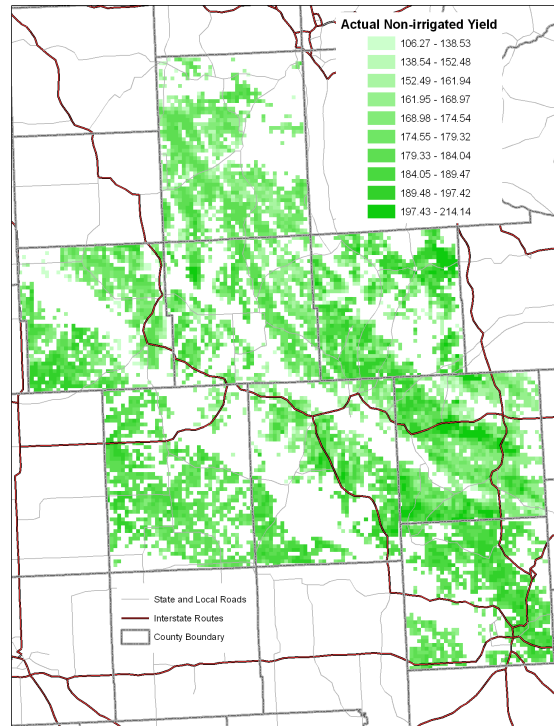 Actual Non-irrigated Yield
106.27 - 138.53
138.54 - 152.48
152.49 - 161.94
161.95 - 168.97
168.98 - 174.54
174.55 - 179.32
179.33 - 184.04
184.05 - 189.47
189.48 - 197.42
197.43 - 214.14
State and Local Roads
Interstate Routes
County Boundary